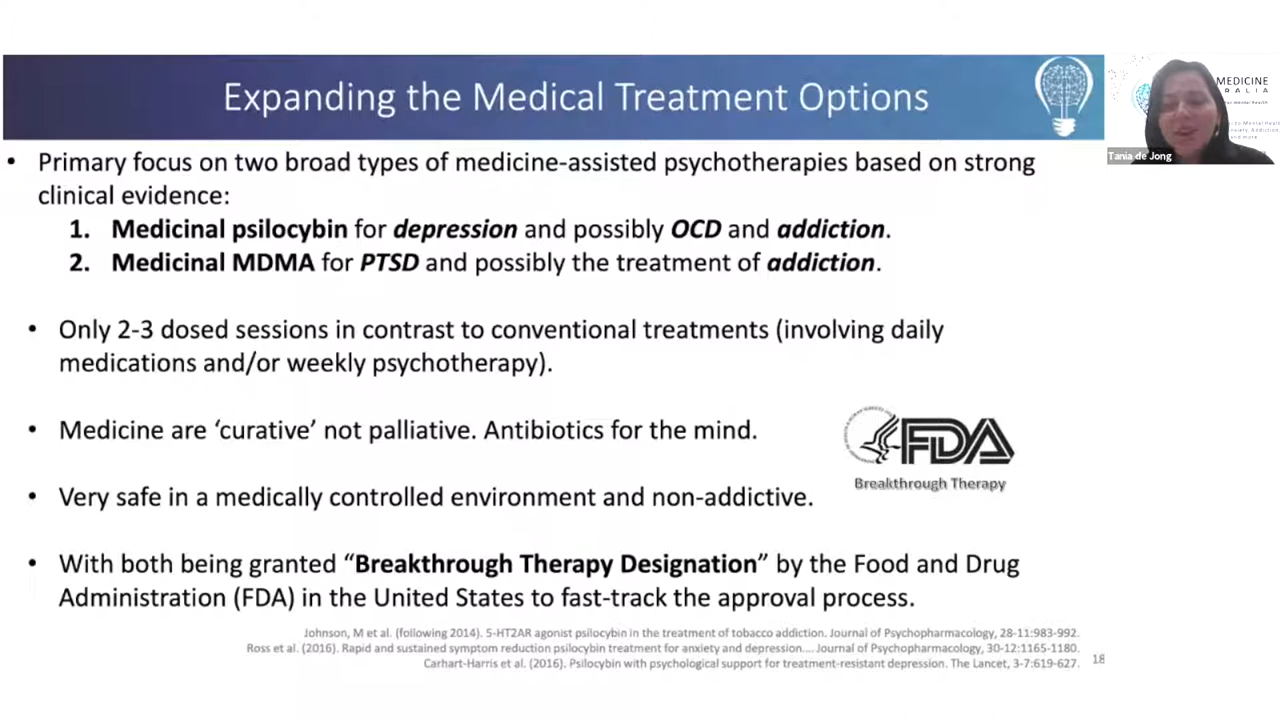 Expanding the Medical Treatment Options
MEDICINE
Tania de Jong
• Primary focus on two broad types of medicine-assisted psychotherapies based on strong
clinical evidence:
1. Medicinal psilocybin for depression and possibly OCD and addiction.
2. Medicinal MDMA for PTSD and possibly the treatment of addiction.
• Only 2-3 dosed sessions in contrast to conventional treatments (involving daily
medications and/or weekly psychotherapy).
• Medicine are ‘curative’ not palliative. Antibiotics for the mind.
FDA
Breakthrough Therapy
• Very safe in a medically controlled environment and non-addictive.
• With both being granted “Breakthrough Therapy Designation” by the Food and Drug
Administration (FDA) in the United States to fast-track the approval process.
Johnson, M et al. (following 2014). 5-HT2AR agonist psilocybin in the treatment of tobacco addiction. Journal of Psychopharmacology, 28-11:983-992.
Ross et al. (2016). Rapid and sustained symptom reduction psilocybin treatment for anxiety and depression.... Journal of Psychopharmacology, 30-12:1165-1180.
Carhart-Harris et al. (2016). Psilocybin with psychological support for treatment-resistant depression. The Lancet, 3-7:619-627.
18